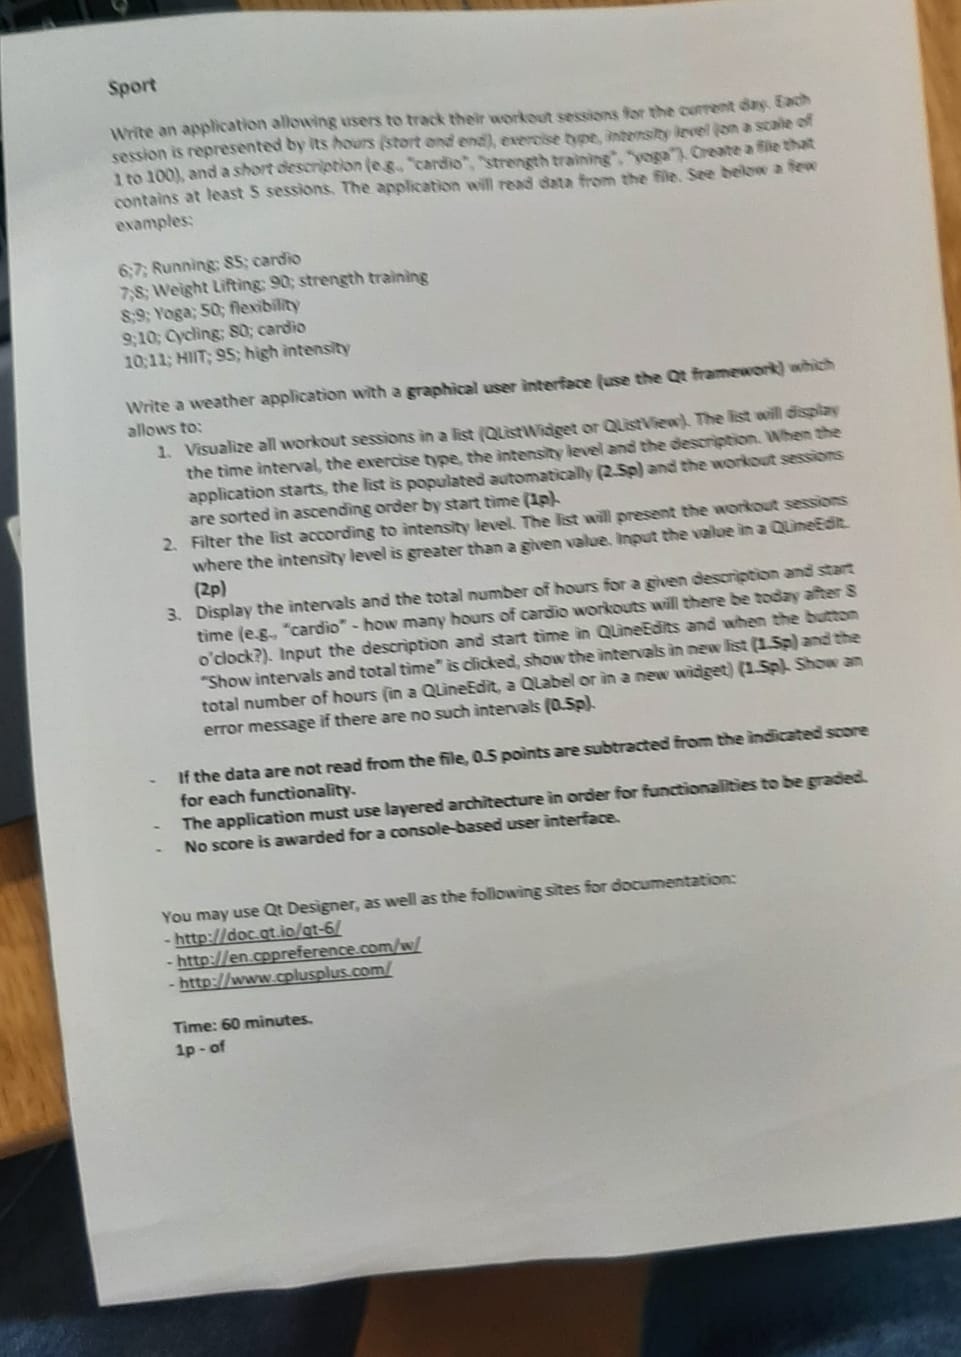 Sport
Write an application allowing users to track their workout sessions for the current day. Each
session is represented by its hours (start and end), exercise type, intensity level (on a scale of
1 to 100), and a short description (e.g., "cardio", "strength training", "yoga"). Create a file that
contains at least 5 sessions. The application will read data from the file. See below a few
examples:
6;7; Running; 85; cardio
7;8; Weight Lifting; 90; strength training
8;9; Yoga; 50; flexibility
9;10; Cycling; 80; cardio
10;11; HIIT; 95; high intensity
Write a weather application with a graphical user interface (use the Qt framework) which
allows to:
1. Visualize all workout sessions in a list (QListWidget or QListView). The list will display
the time interval, the exercise type, the intensity level and the description. When the
application starts, the list is populated automatically (2.5p) and the workout sessions
are sorted in ascending order by start time (1p).
2. Filter the list according to intensity level. The list will present the workout sessions
where the intensity level is greater than a given value. Input the value in a QLineEdit.
(2p)
3. Display the intervals and the total number of hours for a given description and start
time (e.g., "cardio" - how many hours of cardio workouts will there be today after 8
o'clock?). Input the description and start time in QLineEdits and when the button
"Show intervals and total time" is clicked, show the intervals in new list (1.5p) and the
total number of hours (in a QLineEdit, a QLabel or in a new widget) (1.5p). Show an
error message if there are no such intervals (0.5p).
- If the data are not read from the file, 0.5 points are subtracted from the indicated score
for each functionality.
- The application must use layered architecture in order for functionalities to be graded.
- No score is awarded for a console-based user interface.
You may use Qt Designer, as well as the following sites for documentation:
- http://doc.qt.io/qt-6/
- http://en.cppreference.com/w/
- http://www.cplusplus.com/
Time: 60 minutes.
1p - of